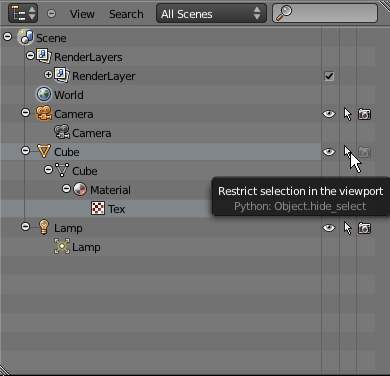 View Search All Scenes
Scene
RenderLayers
RenderLayer
World
Camera
Camera
Cube
Cube
Material
Restrict selection in the viewport
Python: Object.hide_select
Tex
Lamp
Lamp